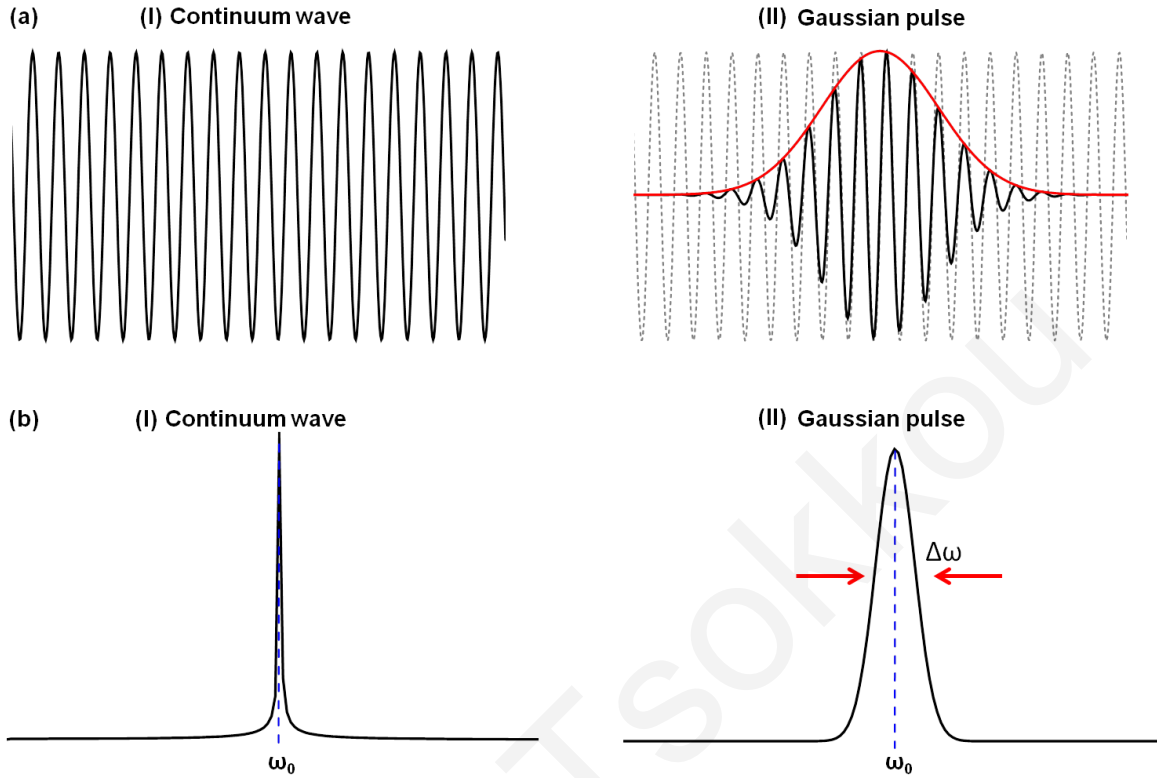 (a) (I) Continuum wave (II) Gaussian pulse
(b) (I) Continuum wave (II) Gaussian pulse
Δω
ω₀ ω₀
Tsokkou